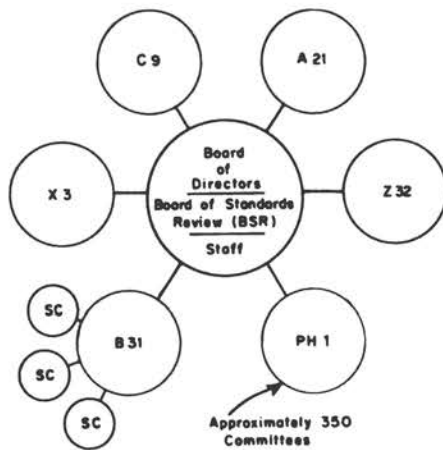 C 9
A 21
Board
of
Directors
Board of Standards
Review (BSR)
Staff
X 3
Z 32
SC
SC
SC
B 31
PH 1
Approximately 350
Committees